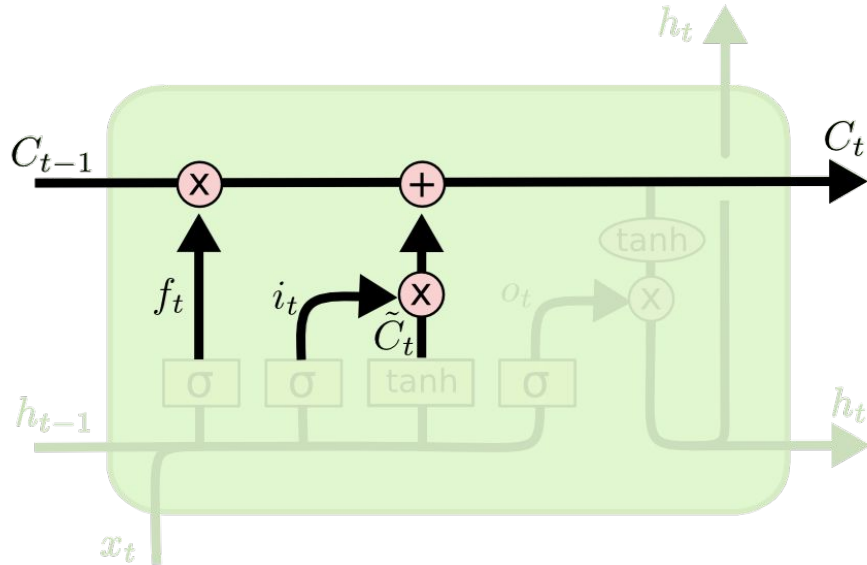 h_t
C_{t-1} C_t
x +
tanh
f_t i_t x o_t x
C̃_t
σ σ tanh σ
h_{t-1} h_t
x_t